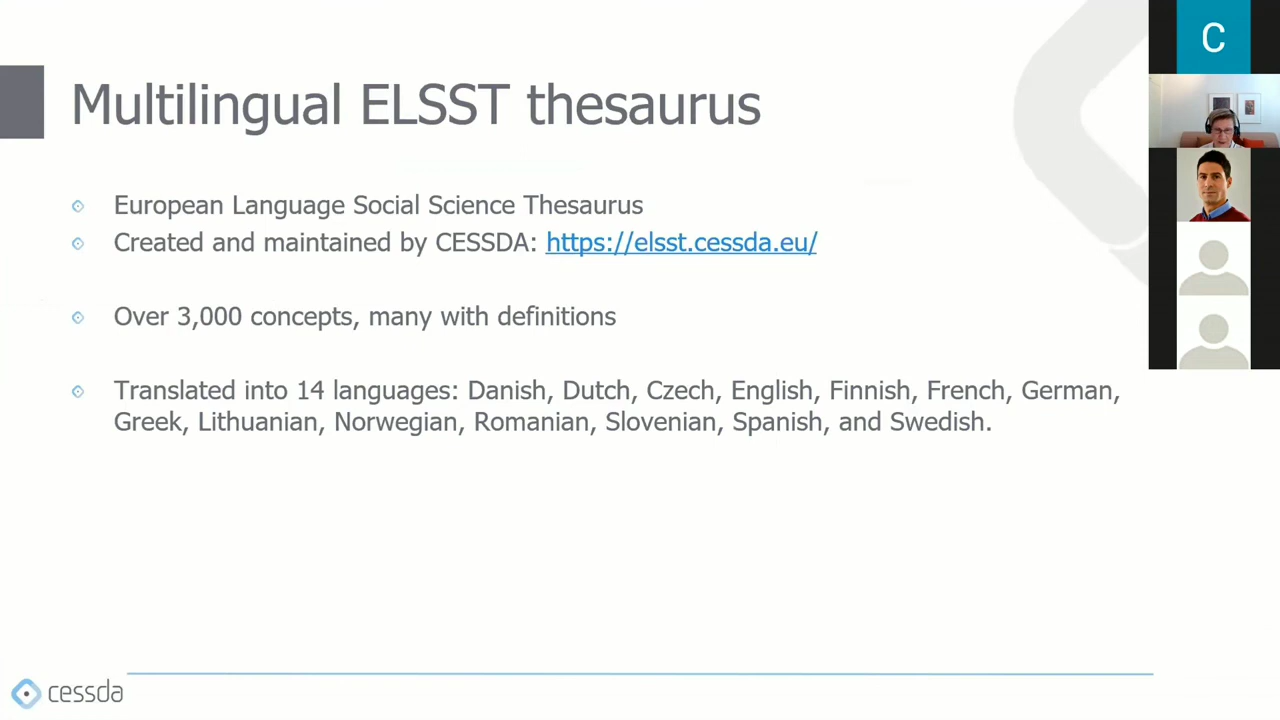 Multilingual ELSST thesaurus
European Language Social Science Thesaurus
Created and maintained by CESSDA: https://elsst.cessda.eu/
Over 3,000 concepts, many with definitions
Translated into 14 languages: Danish, Dutch, Czech, English, Finnish, French, German,
Greek, Lithuanian, Norwegian, Romanian, Slovenian, Spanish, and Swedish.
cessda
C